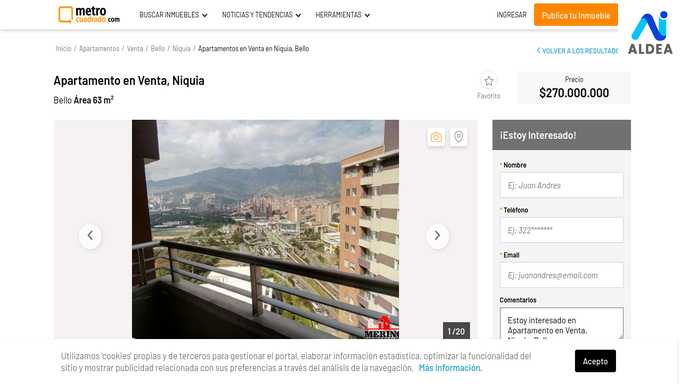 metro
cuadrado.com
BUSCAR INMUEBLES
NOTICIAS Y TENDENCIAS
HERRAMIENTAS
INGRESAR
Publica tu Inmueble
ALDEA
Inicio / Apartamentos / Venta / Bello / Niquia / Apartamentos en Venta en Niquia, Bello
VOLVER A LOS RESULTAD
Apartamento en Venta, Niquia
Bello Área 63 m²
Favorito
Precio
$270.000.000
¡Estoy Interesado!
* Nombre
Ej: Juan Andres
* Teléfono
Ej: 322*******
* Email
Ej: juanandres@email.com
Comentarios
Estoy interesado en
Apartamento en Venta,
1 / 20
Utilizamos 'cookies' propias y de terceros para gestionar el portal, elaborar información estadística, optimizar la funcionalidad del
sitio y mostrar publicidad relacionada con sus preferencias a través del análisis de la navegación. Más información.
Acepto